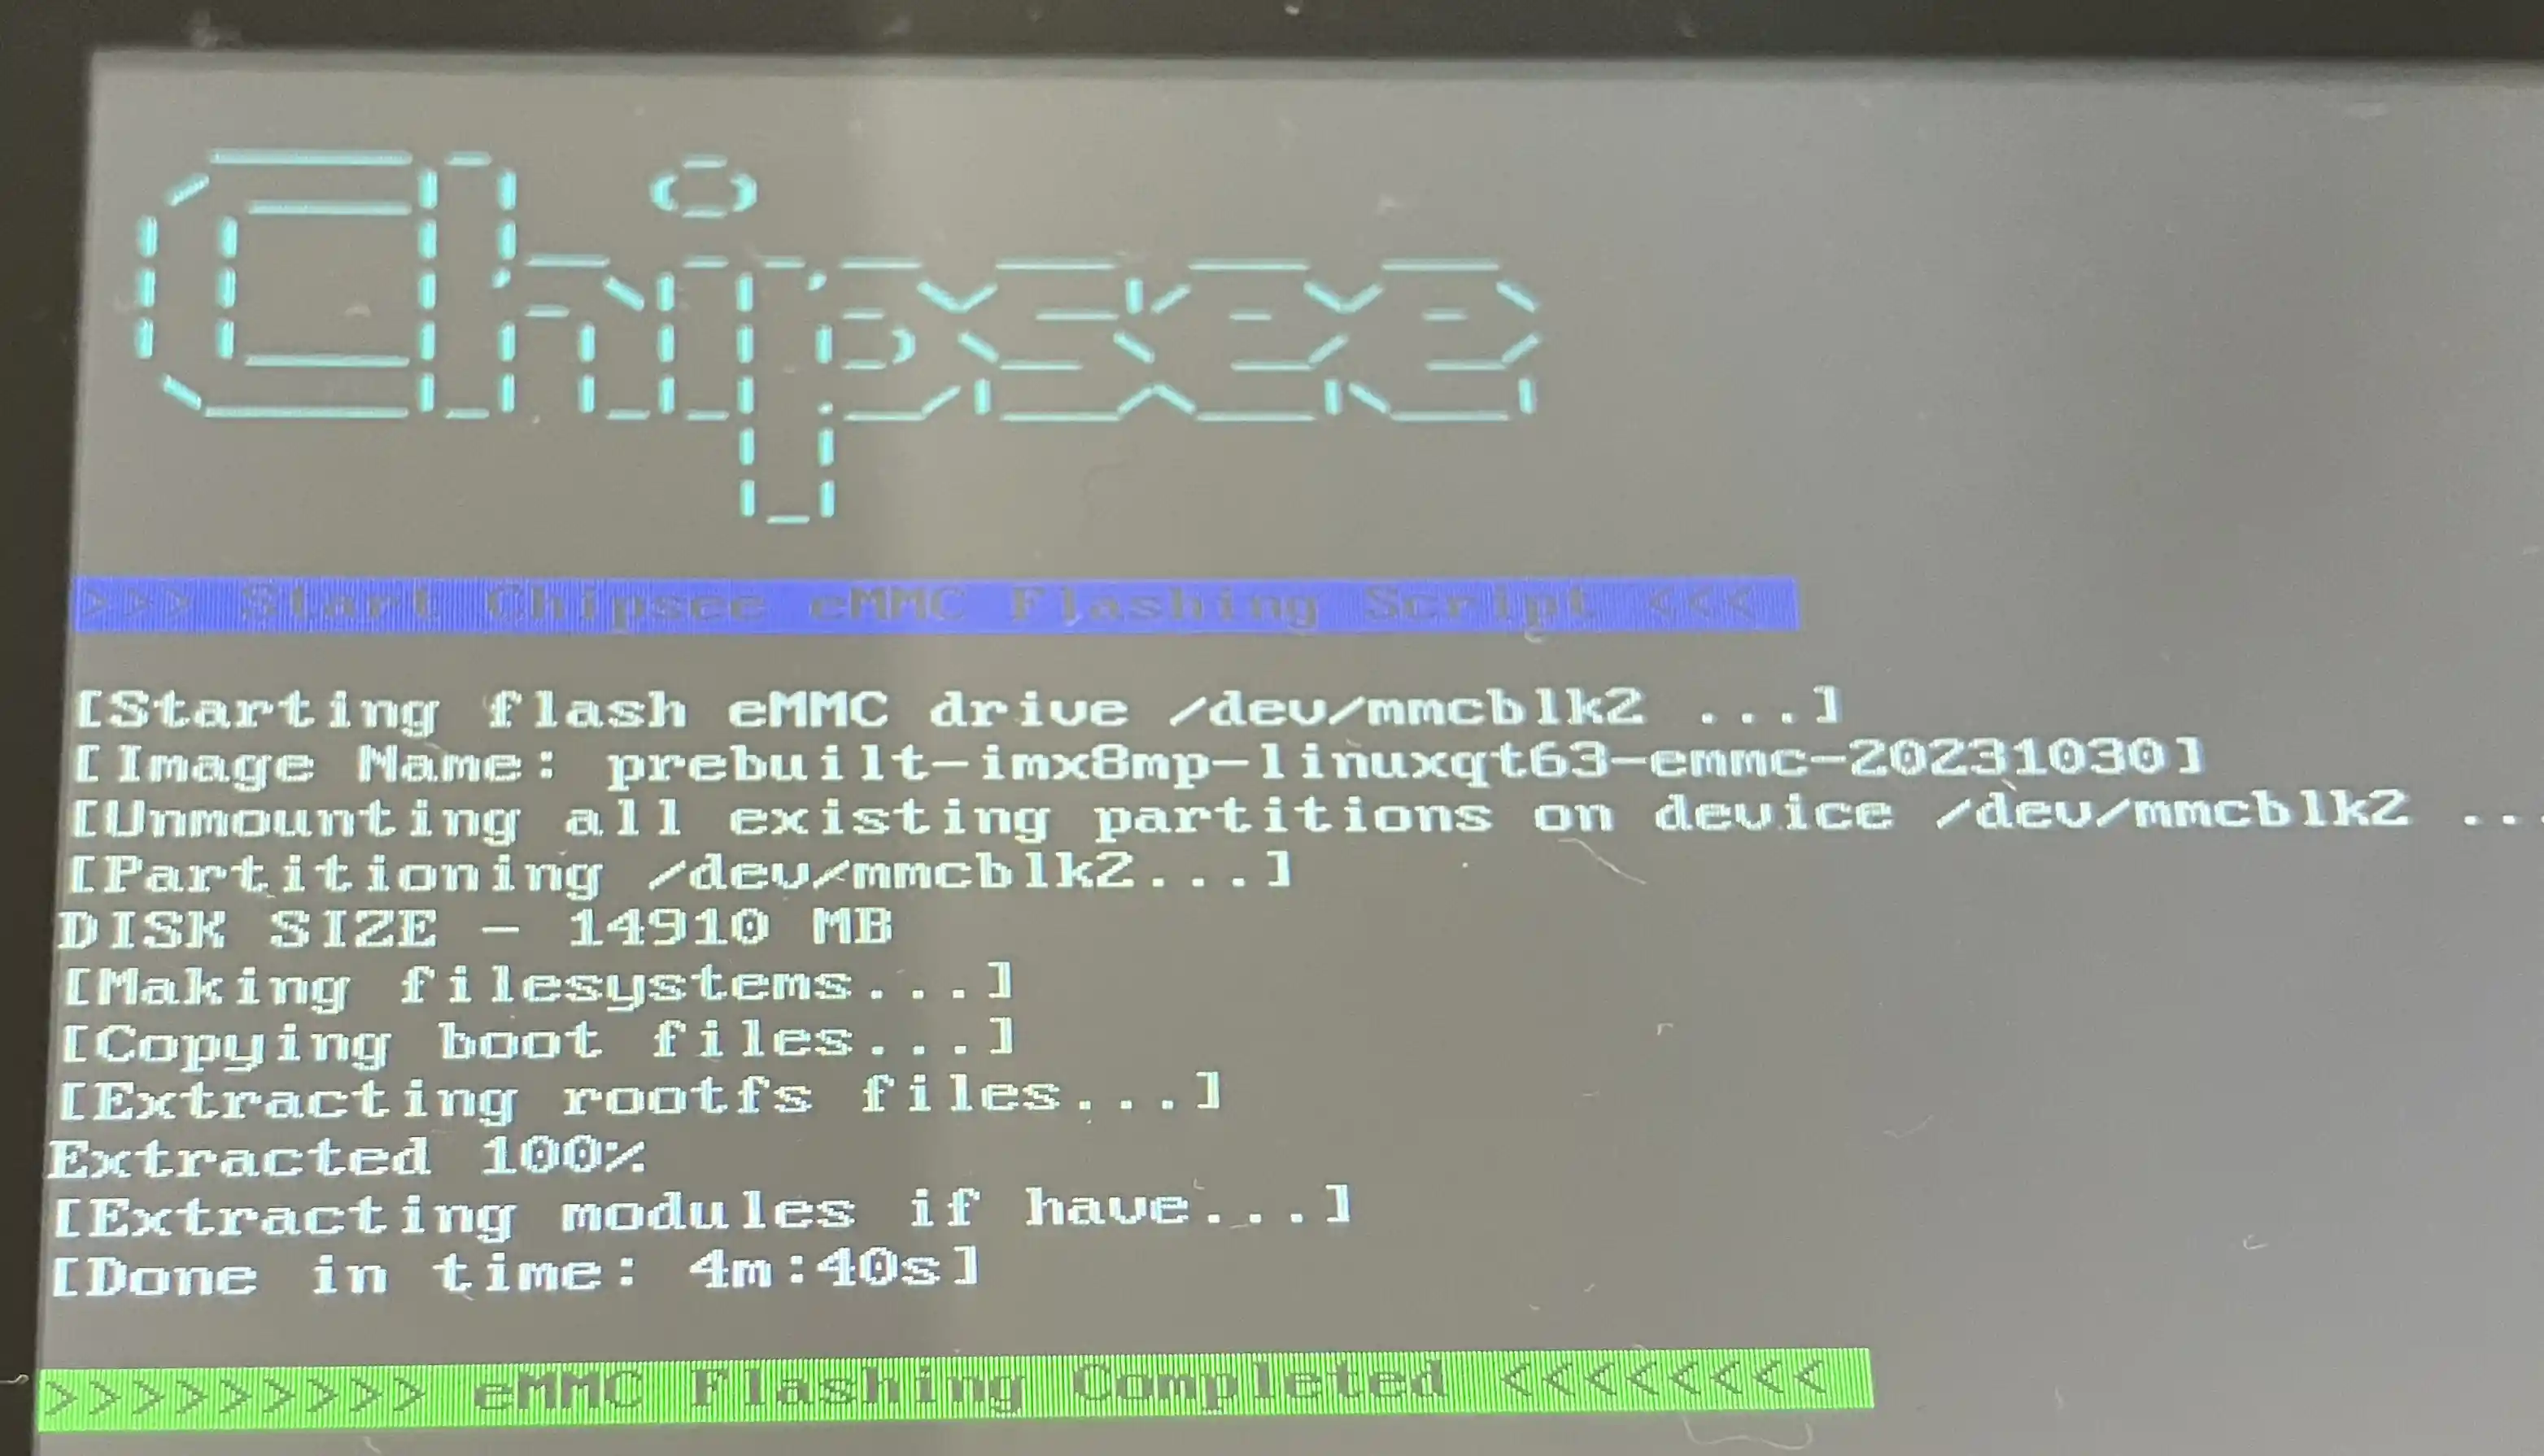 Chipsee
>>> Start Chipsee eMMC Flashing Script <<<
[Starting flash eMMC drive /dev/mmcblk2 ...]
[Image Name: prebuilt-imx8mp-linuxqt63-emmc-20231030]
[Unmounting all existing partitions on device /dev/mmcblk2 ...
[Partitioning /dev/mmcblk2...]
DISK SIZE – 14910 MB
[Making filesystems...]
[Copying boot files...]
[Extracting rootfs files...]
Extracted 100%
[Extracting modules if have...]
[Done in time: 4m:40s]
>>>>>>>>> eMMC Flashing Completed <<<<<<<<